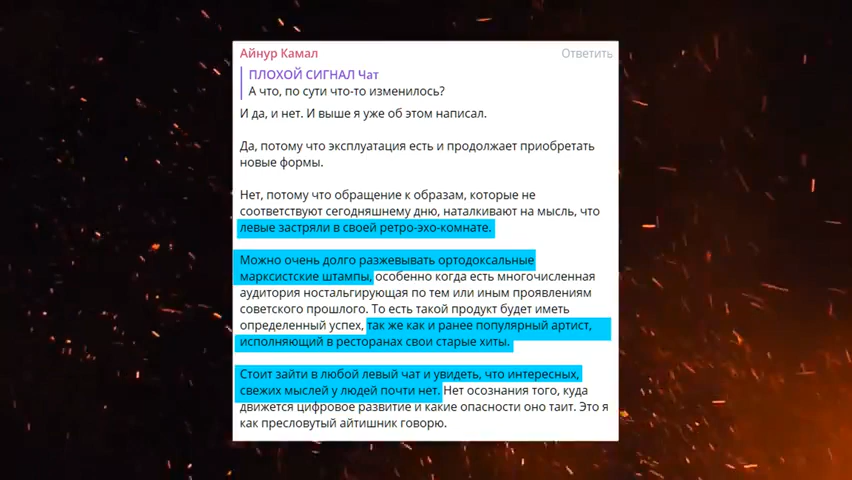 Айнур Камал
Ответить
ПЛОХОЙ СИГНАЛ Чат
А что, по сути что-то изменилось?
И да, и нет. И выше я уже об этом написал.
Да, потому что эксплуатация есть и продолжает приобретать
новые формы.
Нет, потому что обращение к образам, которые не
соответствуют сегодняшнему дню, наталкивают на мысль, что
левые застряли в своей ретро-эхо-комнате.
Можно очень долго разжевывать ортодоксальные
марксистские штампы, особенно когда есть многочисленная
аудитория ностальгирующая по тем или иным проявлениям
советского прошлого. То есть такой продукт будет иметь
определенный успех, так же как и ранее популярный артист,
исполняющий в ресторанах свои старые хиты.
Стоит зайти в любой левый чат и увидеть, что интересных,
свежих мыслей у людей почти нет. Нет осознания того, куда
движется цифровое развитие и какие опасности оно таит. Это я
как пресловутый айтишник говорю.